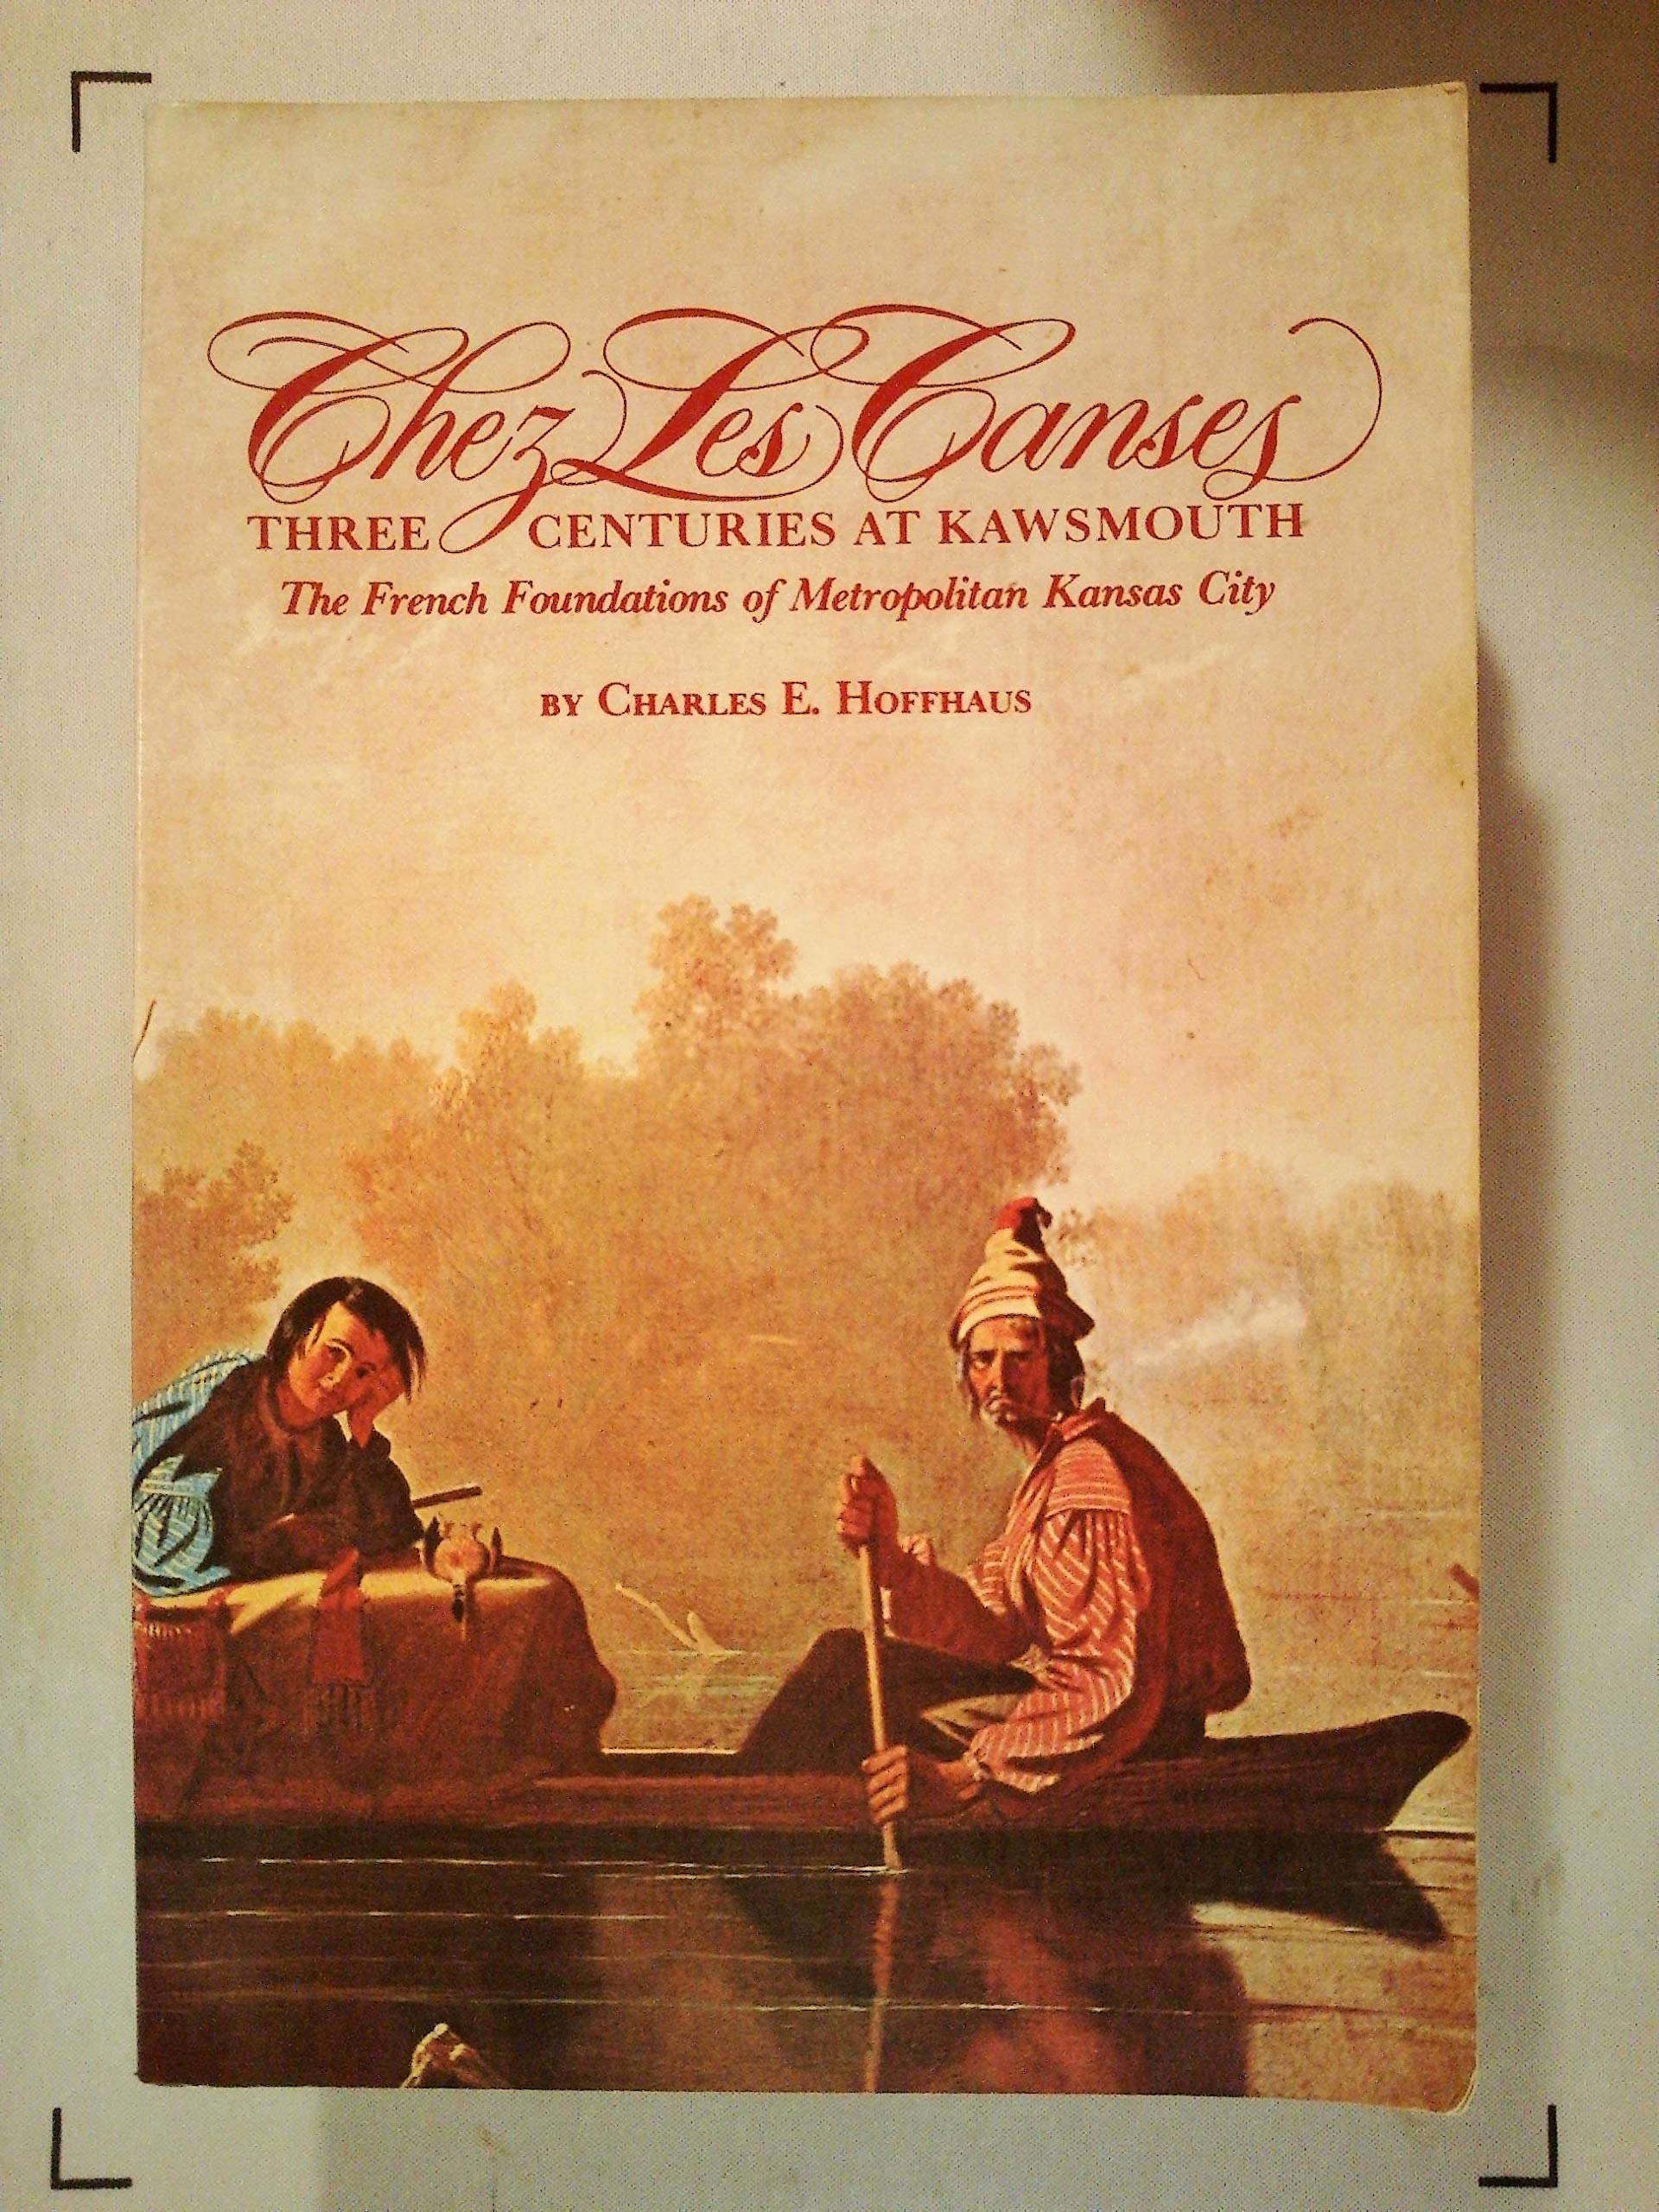 Chez Les Canses
THREE CENTURIES AT KAWSMOUTH
The French Foundations of Metropolitan Kansas City
BY CHARLES E. HOFFHAUS